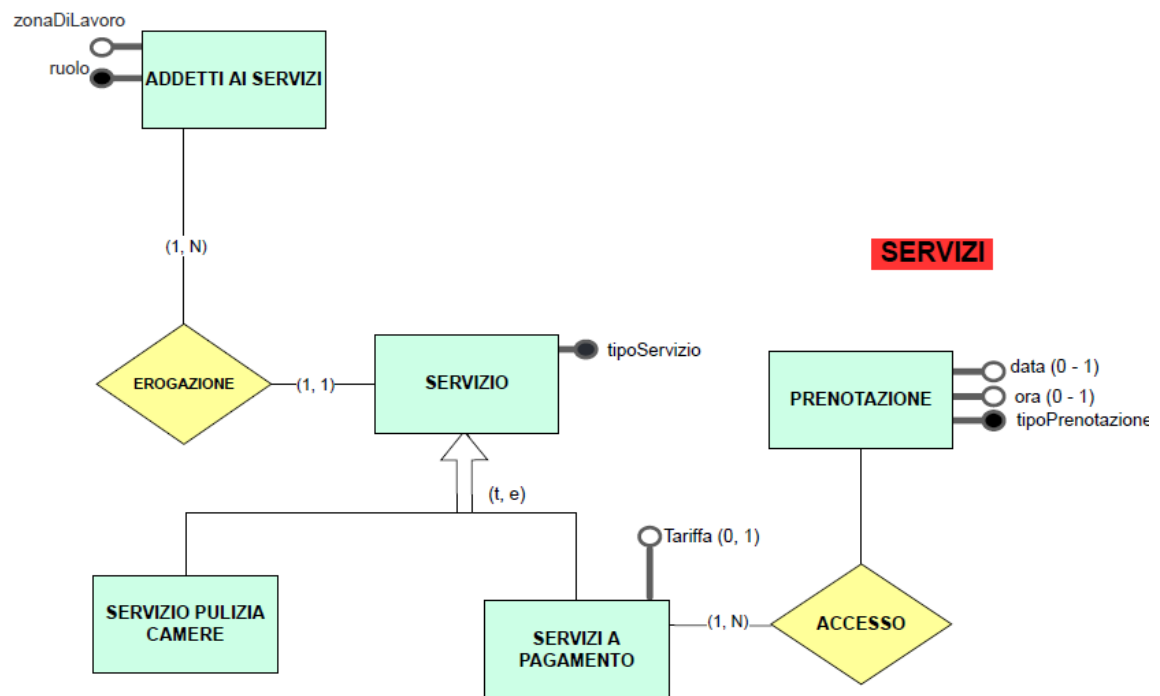 zonaDiLavoro
ruolo
ADDETTI AI SERVIZI
(1, N)
SERVIZI
EROGAZIONE
(1, 1)
SERVIZIO
tipoServizio
PRENOTAZIONE
data (0 - 1)
ora (0 - 1)
tipoPrenotazione
(t, e)
Tariffa (0, 1)
SERVIZIO PULIZIA
CAMERE
SERVIZI A
PAGAMENTO
(1, N)
ACCESSO